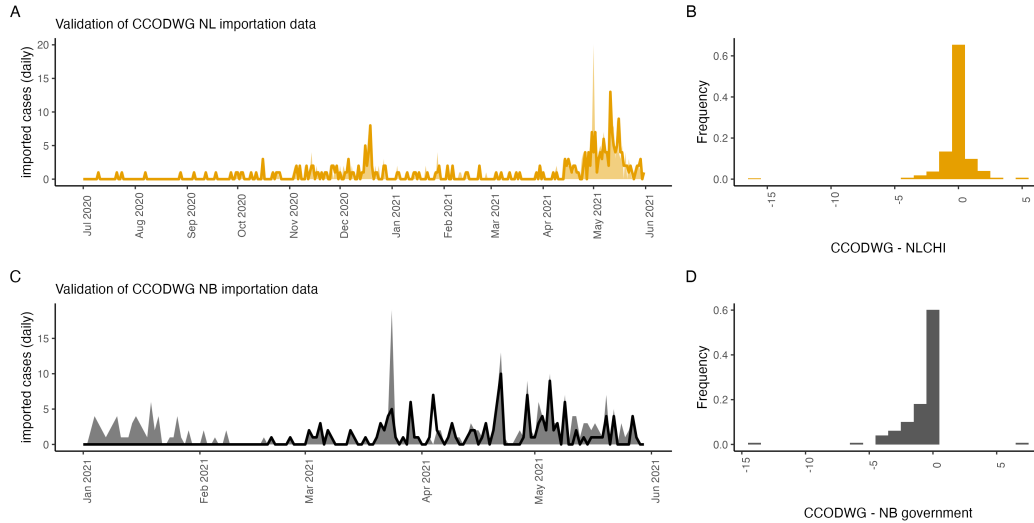 A
Validation of CCODWG NL importation data
imported cases (daily)
20
15
10
5
0
Jul 2020
Aug 2020
Sep 2020
Oct 2020
Nov 2020
Dec 2020
Jan 2021
Feb 2021
Mar 2021
Apr 2021
May 2021
Jun 2021
B
Frequency
0.6
0.4
0.2
0.0
-15
-10
-5
0
5
CCODWG - NLCHI
C
Validation of CCODWG NB importation data
imported cases (daily)
15
10
5
0
Jan 2021
Feb 2021
Mar 2021
Apr 2021
May 2021
Jun 2021
D
Frequency
0.6
0.4
0.2
0.0
-15
-10
-5
0
5
CCODWG - NB government